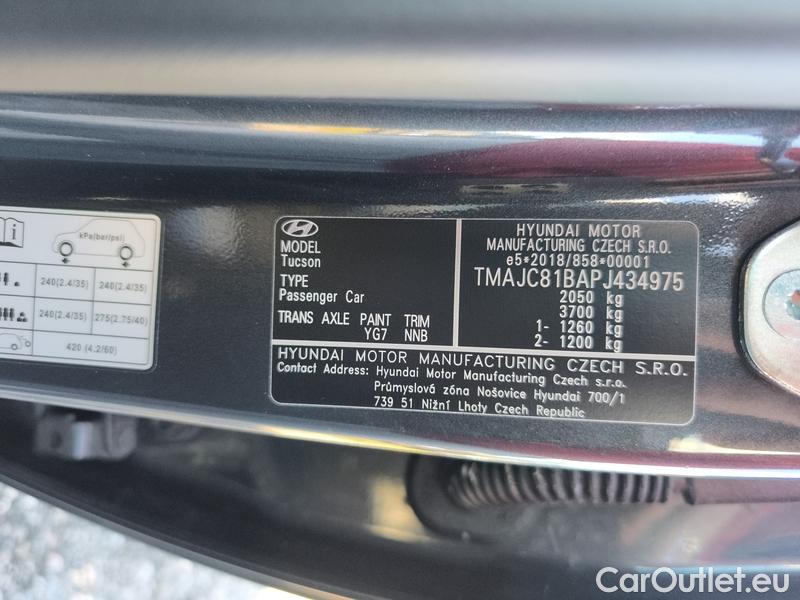 kPa(bar/psi)
240(2.4/35) 240(2.4/35)
240(2.4/35) 275(2.75/40)
420 (4.2/60)
MODEL
Tucson
TYPE
Passenger Car
TRANS AXLE PAINT TRIM
YG7 NNB
HYUNDAI MOTOR
MANUFACTURING CZECH S.R.O.
e5*2018/858*00001
TMAJC81BAPJ434975
2050 kg
3700 kg
1- 1260 kg
2- 1200 kg
HYUNDAI MOTOR MANUFACTURING CZECH S.R.O.
Contact Address: Hyundai Motor Manufacturing Czech s.r.o.
Průmyslová zóna Nošovice Hyundai 700/1
739 51 Nižní Lhoty Czech Republic
CarOutlet.eu